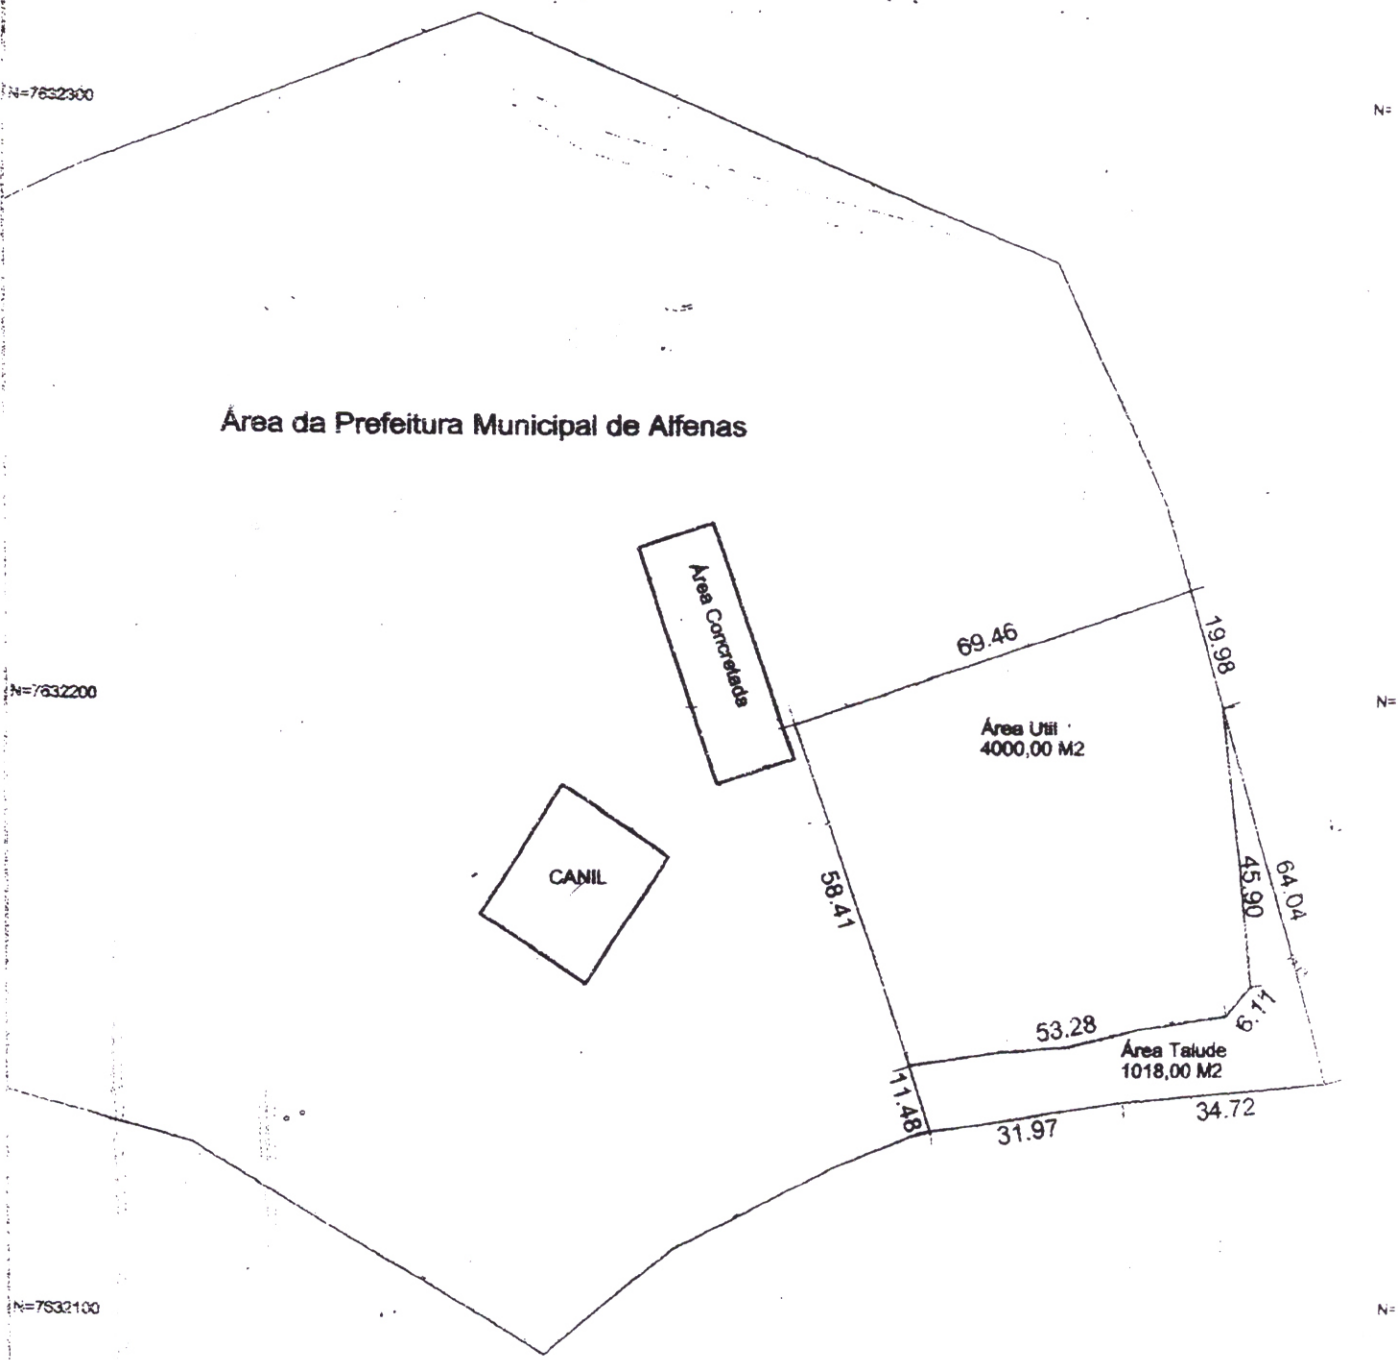 N=7632300
N=
Área da Prefeitura Municipal de Alfenas
Área Concretada
69.46
19.98
N=7632200
N=
Área Util
4000,00 M2
CANIL
58.41
45.90
64.04
6.11
53.28
Área Talude
1018,00 M2
11.48
31.97
34.72
N=7632100
N=